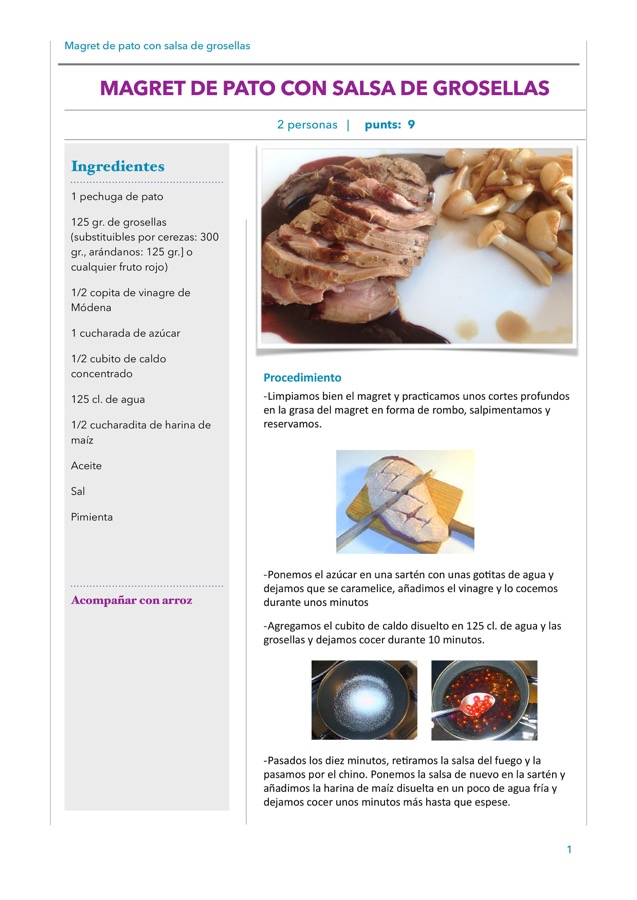 Magret de pato con salsa de grosellas
MAGRET DE PATO CON SALSA DE GROSELLAS
2 personas | punts: 9
Ingredientes
1 pechuga de pato
125 gr. de grosellas
(substituibles por cerezas: 300
gr., arándanos: 125 gr.] o
cualquier fruto rojo)
1/2 copita de vinagre de
Módena
1 cucharada de azúcar
1/2 cubito de caldo
concentrado
125 cl. de agua
1/2 cucharadita de harina de
maíz
Aceite
Sal
Pimienta
Acompañar con arroz
Procedimiento
-Limpiamos bien el magret y practicamos unos cortes profundos
en la grasa del magret en forma de rombo, salpimentamos y
reservamos.
-Ponemos el azúcar en una sartén con unas gotitas de agua y
dejamos que se caramelice, añadimos el vinagre y lo cocemos
durante unos minutos
-Agregamos el cubito de caldo disuelto en 125 cl. de agua y las
grosellas y dejamos cocer durante 10 minutos.
-Pasados los diez minutos, retiramos la salsa del fuego y la
pasamos por el chino. Ponemos la salsa de nuevo en la sartén y
añadimos la harina de maíz disuelta en un poco de agua fría y
dejamos cocer unos minutos más hasta que espese.
1